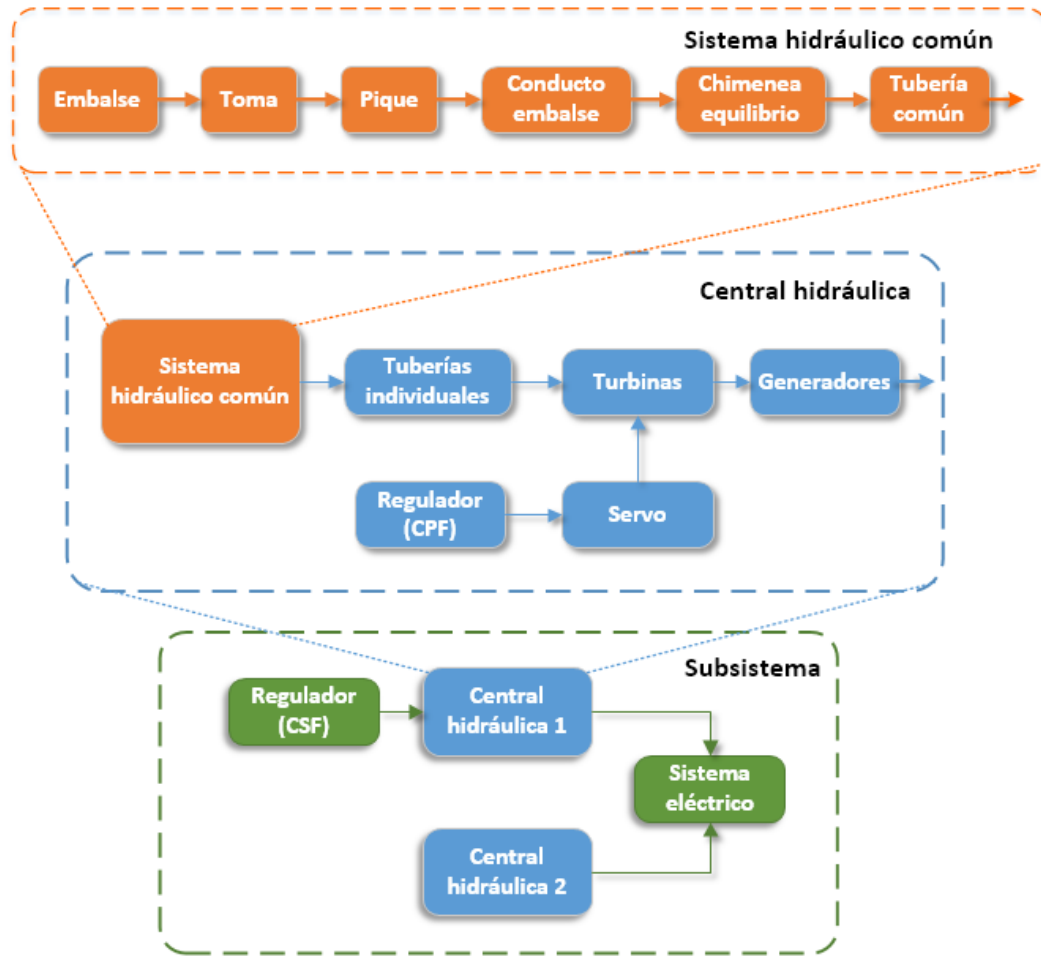 Sistema hidráulico común
Embalse
Toma
Pique
Conducto
embalse
Chimenea
equilibrio
Tubería
común
Central hidráulica
Sistema
hidráulico común
Tuberías
individuales
Turbinas
Generadores
Regulador
(CPF)
Servo
Subsistema
Regulador
(CSF)
Central
hidráulica 1
Sistema
eléctrico
Central
hidráulica 2